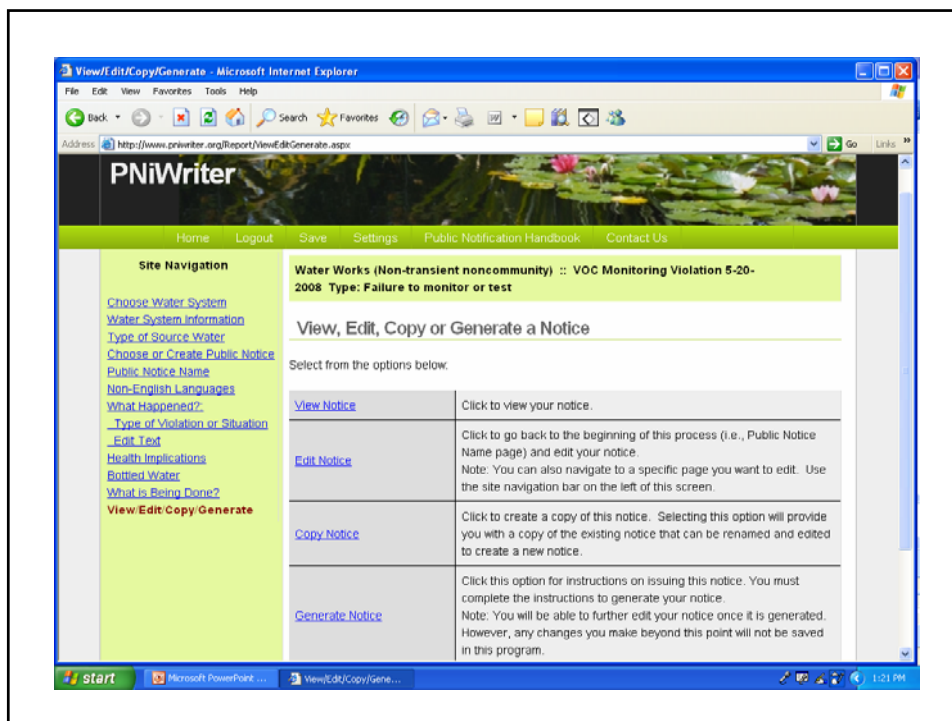 View/Edit/Copy/Generate - Microsoft Internet Explorer
File Edit View Favorites Tools Help
Back Search Favorites
Address http://www.pniwriter.org/Report/ViewEditGenerate.aspx Go Links »
PNiWriter
Home Logout Save Settings Public Notification Handbook Contact Us
Site Navigation
Choose Water System
Water System Information
Type of Source Water
Choose or Create Public Notice
Public Notice Name
Non-English Languages
What Happened?:
_Type of Violation or Situation
_Edit Text
Health Implications
Bottled Water
What is Being Done?
View/Edit/Copy/Generate
Water Works (Non-transient noncommunity) :: VOC Monitoring Violation 5-20-
2008 Type: Failure to monitor or test
View, Edit, Copy or Generate a Notice
Select from the options below.
View Notice
Click to view your notice.
Edit Notice
Click to go back to the beginning of this process (i.e., Public Notice
Name page) and edit your notice.
Note: You can also navigate to a specific page you want to edit. Use
the site navigation bar on the left of this screen.
Copy Notice
Click to create a copy of this notice. Selecting this option will provide
you with a copy of the existing notice that can be renamed and edited
to create a new notice.
Generate Notice
Click this option for instructions on issuing this notice. You must
complete the instructions to generate your notice.
Note: You will be able to further edit your notice once it is generated.
However, any changes you make beyond this point will not be saved
in this program.
start Microsoft PowerPoint ... View/Edit/Copy/Gene... 1:21 PM